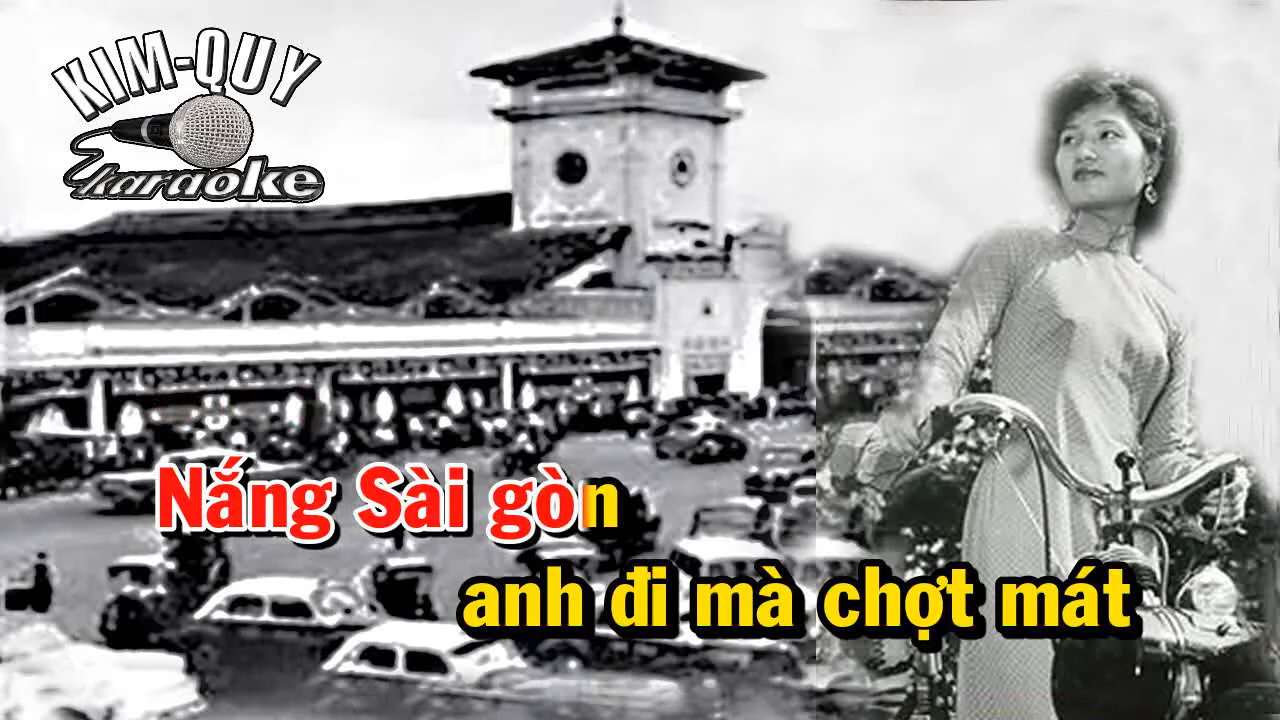 KIM-QUY
karaoke
Nắng Sài gòn
anh đi mà chợt mát